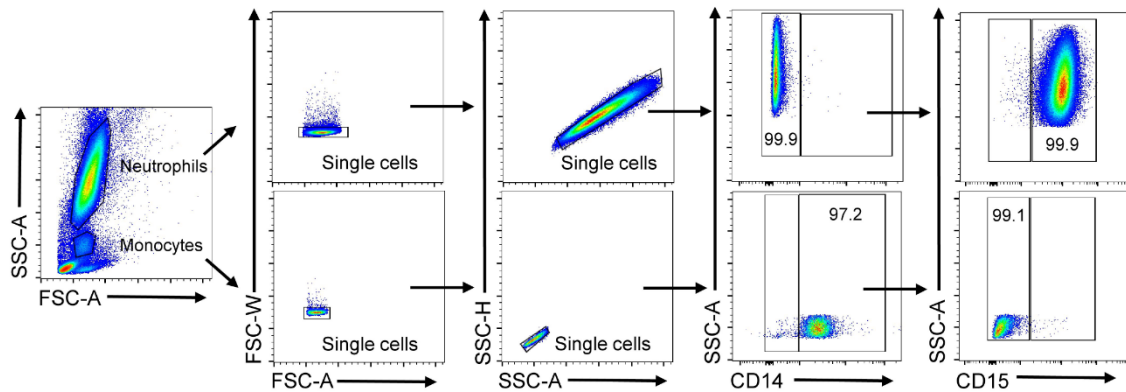 SSC-A
Neutrophils
Monocytes
FSC-A
FSC-W
Single cells
Single cells
FSC-A
SSC-H
Single cells
Single cells
SSC-A
SSC-A
99.9
97.2
CD14
SSC-A
99.9
99.1
CD15